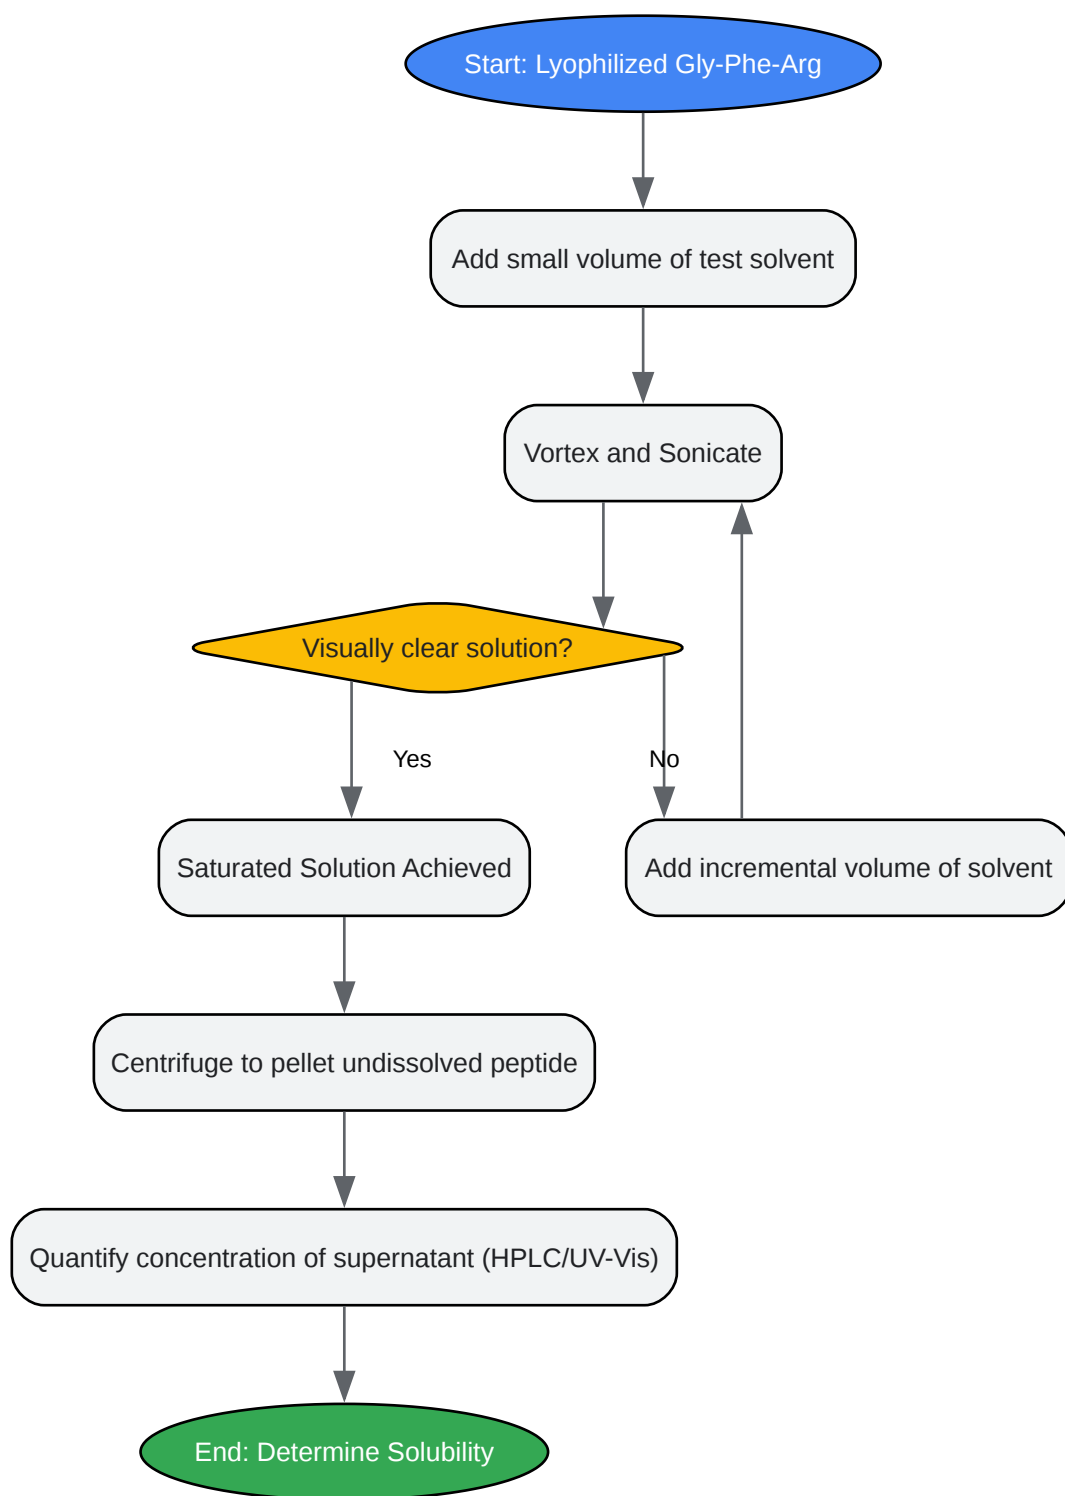 Start: Lyophilized Gly-Phe-Arg
Add small volume of test solvent
Vortex and Sonicate
Visually clear solution?
Yes
No
Saturated Solution Achieved
Add incremental volume of solvent
Centrifuge to pellet undissolved peptide
Quantify concentration of supernatant (HPLC/UV-Vis)
End: Determine Solubility